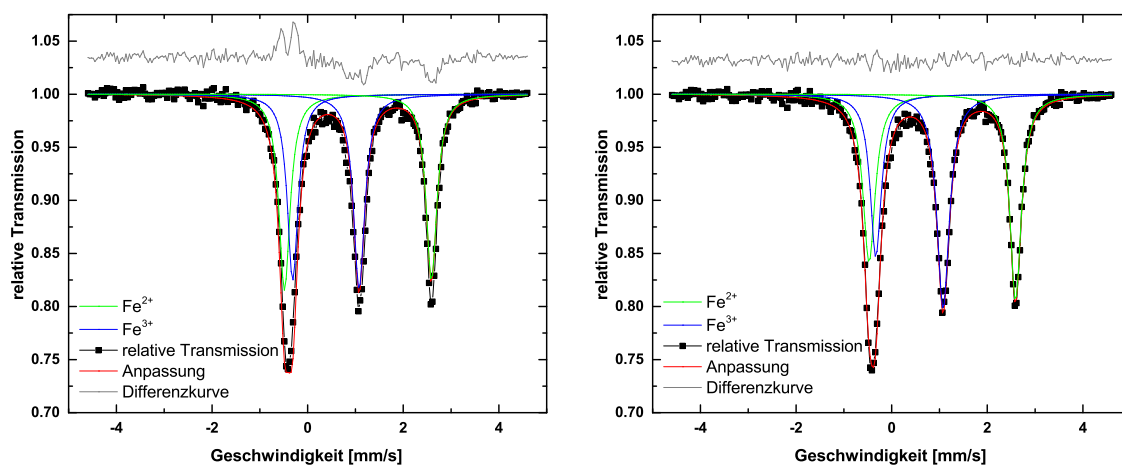 1.05
1.00
0.95
0.90
0.85
0.80
0.75
0.70
relative Transmission
Fe2+
Fe3+
relative Transmission
Anpassung
Differenzkurve
-4 -2 0 2 4
Geschwindigkeit [mm/s]
1.05
1.00
0.95
0.90
0.85
0.80
0.75
0.70
relative Transmission
Fe2+
Fe3+
relative Transmission
Anpassung
Differenzkurve
-4 -2 0 2 4
Geschwindigkeit [mm/s]